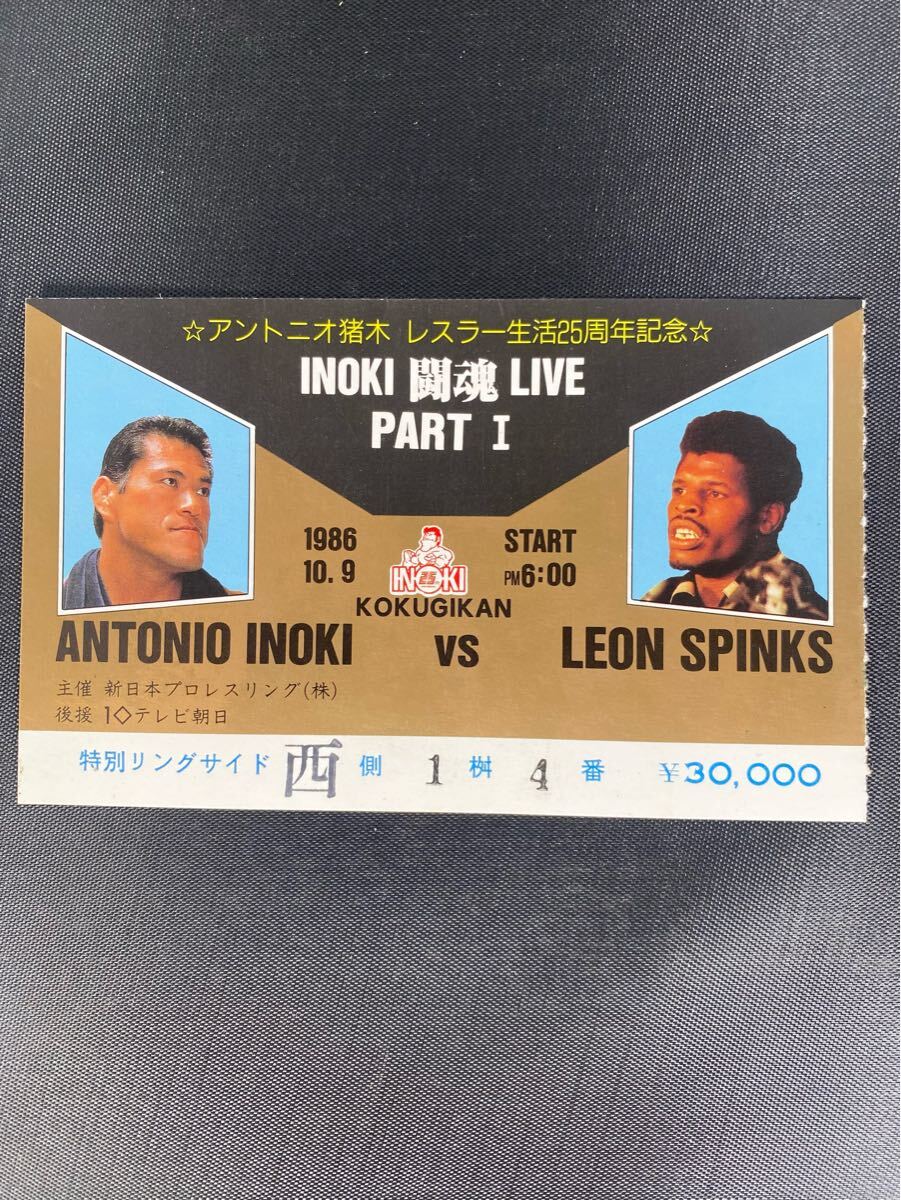 ☆アントニオ猪木 レスラー生活25周年記念☆
INOKI 闘魂 LIVE
PART I
1986
10.9
INOKI
25
START
PM6:00
KOKUGIKAN
ANTONIO INOKI VS LEON SPINKS
主催 新日本プロレスリング(株)
後援 10テレビ朝日
特別リングサイド 西側 1 桝 4 番 ¥30,000